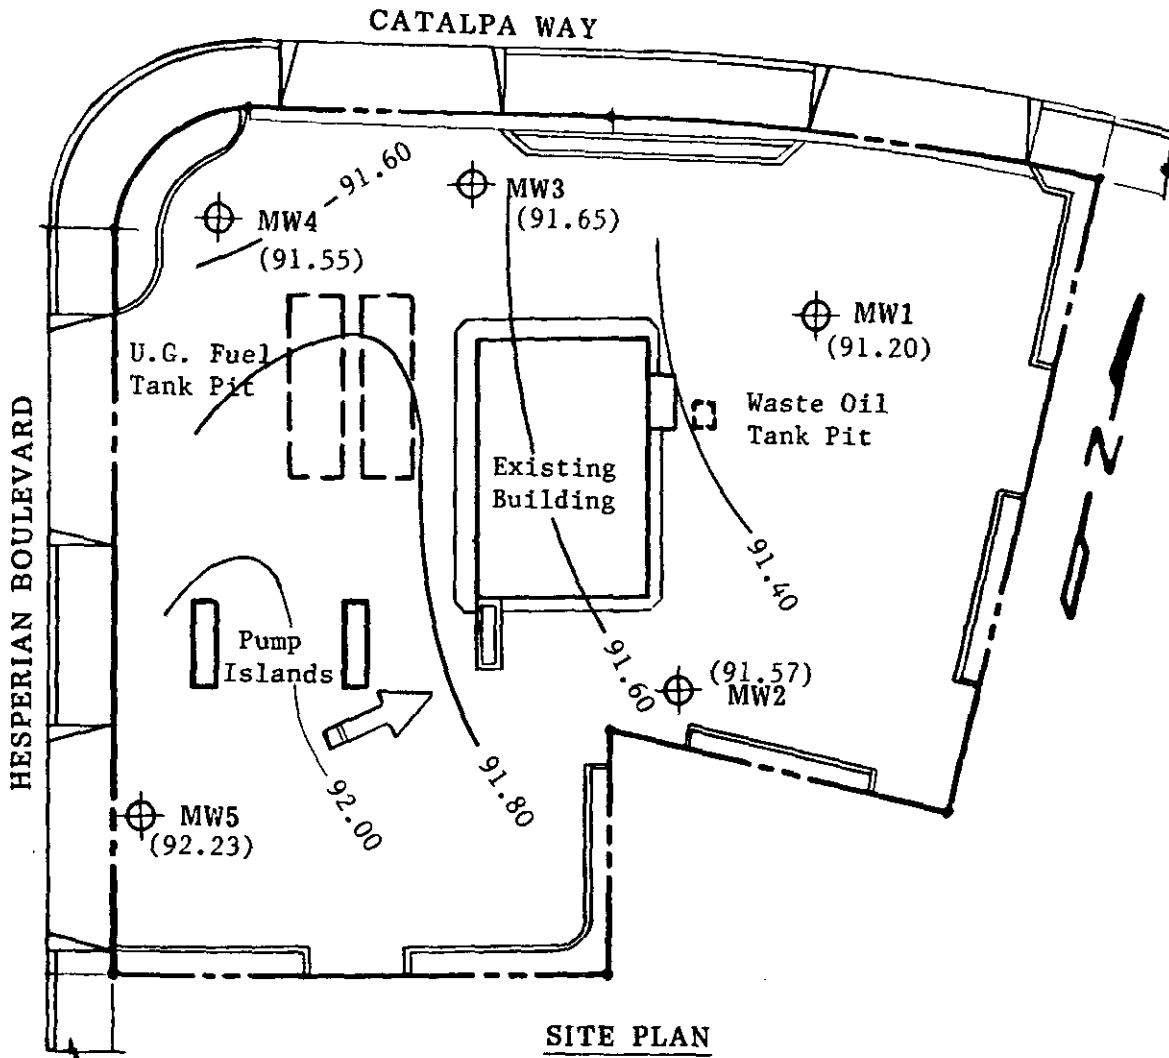 CATALPA WAY
91.60
MW3
(91.65)
MW4
(91.55)
MW1
(91.20)
U.G. Fuel
Tank Pit
Waste Oil
Tank Pit
N
HESPERIAN BOULEVARD
Existing
Building
91.40
Pump
Islands
91.60
(91.57)
MW2
91.80
92.00
MW5
(92.23)
SITE PLAN